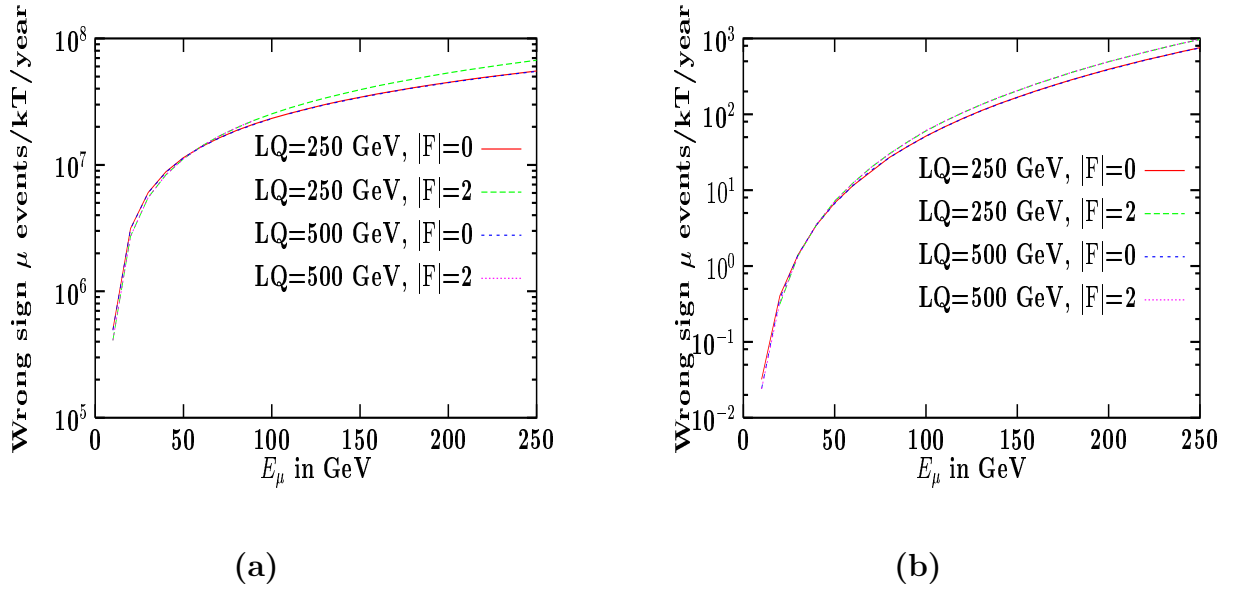 Wrong sign μ events/kT/year
10^8
10^7
10^6
10^5
LQ=250 GeV, |F|=0
LQ=250 GeV, |F|=2
LQ=500 GeV, |F|=0
LQ=500 GeV, |F|=2
0 50 100 150 200 250
E_μ in GeV
(a)
Wrong sign μ events/kT/year
10^3
10^2
10^1
10^0
10^-1
10^-2
LQ=250 GeV, |F|=0
LQ=250 GeV, |F|=2
LQ=500 GeV, |F|=0
LQ=500 GeV, |F|=2
0 50 100 150 200 250
E_μ in GeV
(b)